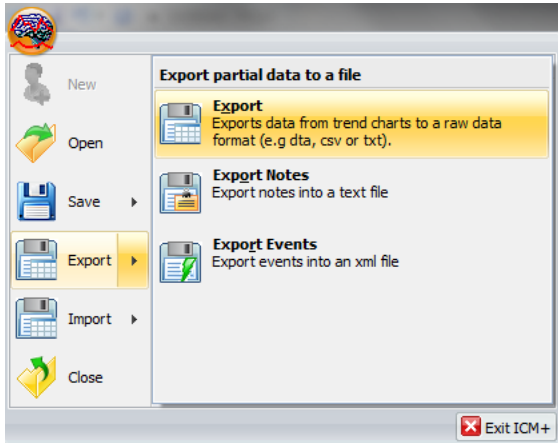 New
Open
Save
Export
Import
Close
Export partial data to a file
Export
Exports data from trend charts to a raw data
format (e.g dta, csv or txt).
Export Notes
Export notes into a text file
Export Events
Export events into an xml file
Exit ICM+